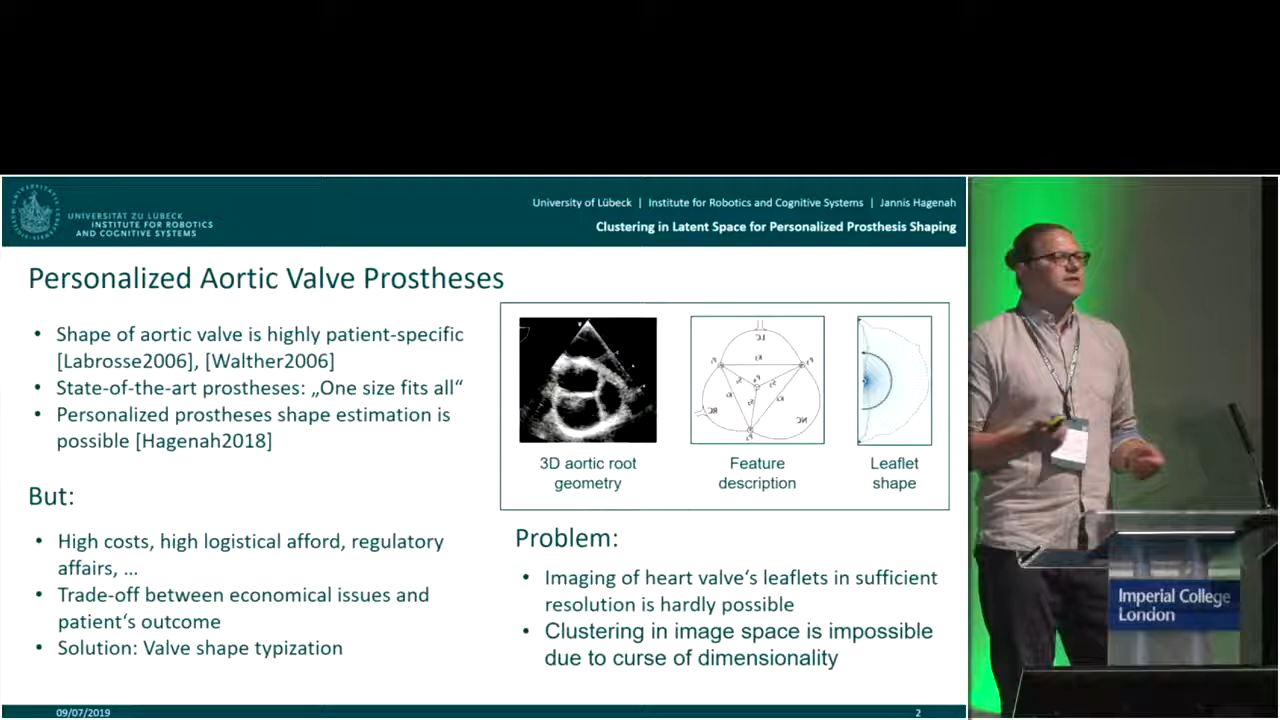 UNIVERSITÄT ZU LÜBECK
INSTITUTE FOR ROBOTICS
AND COGNITIVE SYSTEMS
University of Lübeck | Institute for Robotics and Cognitive Systems | Jannis Hagenah
Clustering in Latent Space for Personalized Prosthesis Shaping
Personalized Aortic Valve Prostheses
• Shape of aortic valve is highly patient-specific
[Labrosse2006], [Walther2006]
• State-of-the-art prostheses: „One size fits all“
• Personalized prostheses shape estimation is
possible [Hagenah2018]
But:
• High costs, high logistical afford, regulatory
affairs, ...
• Trade-off between economical issues and
patient‘s outcome
• Solution: Valve shape typization
LC
RC
NC
3D aortic root
geometry
Feature
description
Leaflet
shape
Problem:
• Imaging of heart valve‘s leaflets in sufficient
resolution is hardly possible
• Clustering in image space is impossible
due to curse of dimensionality
09/07/2019
2
Imperial College
London